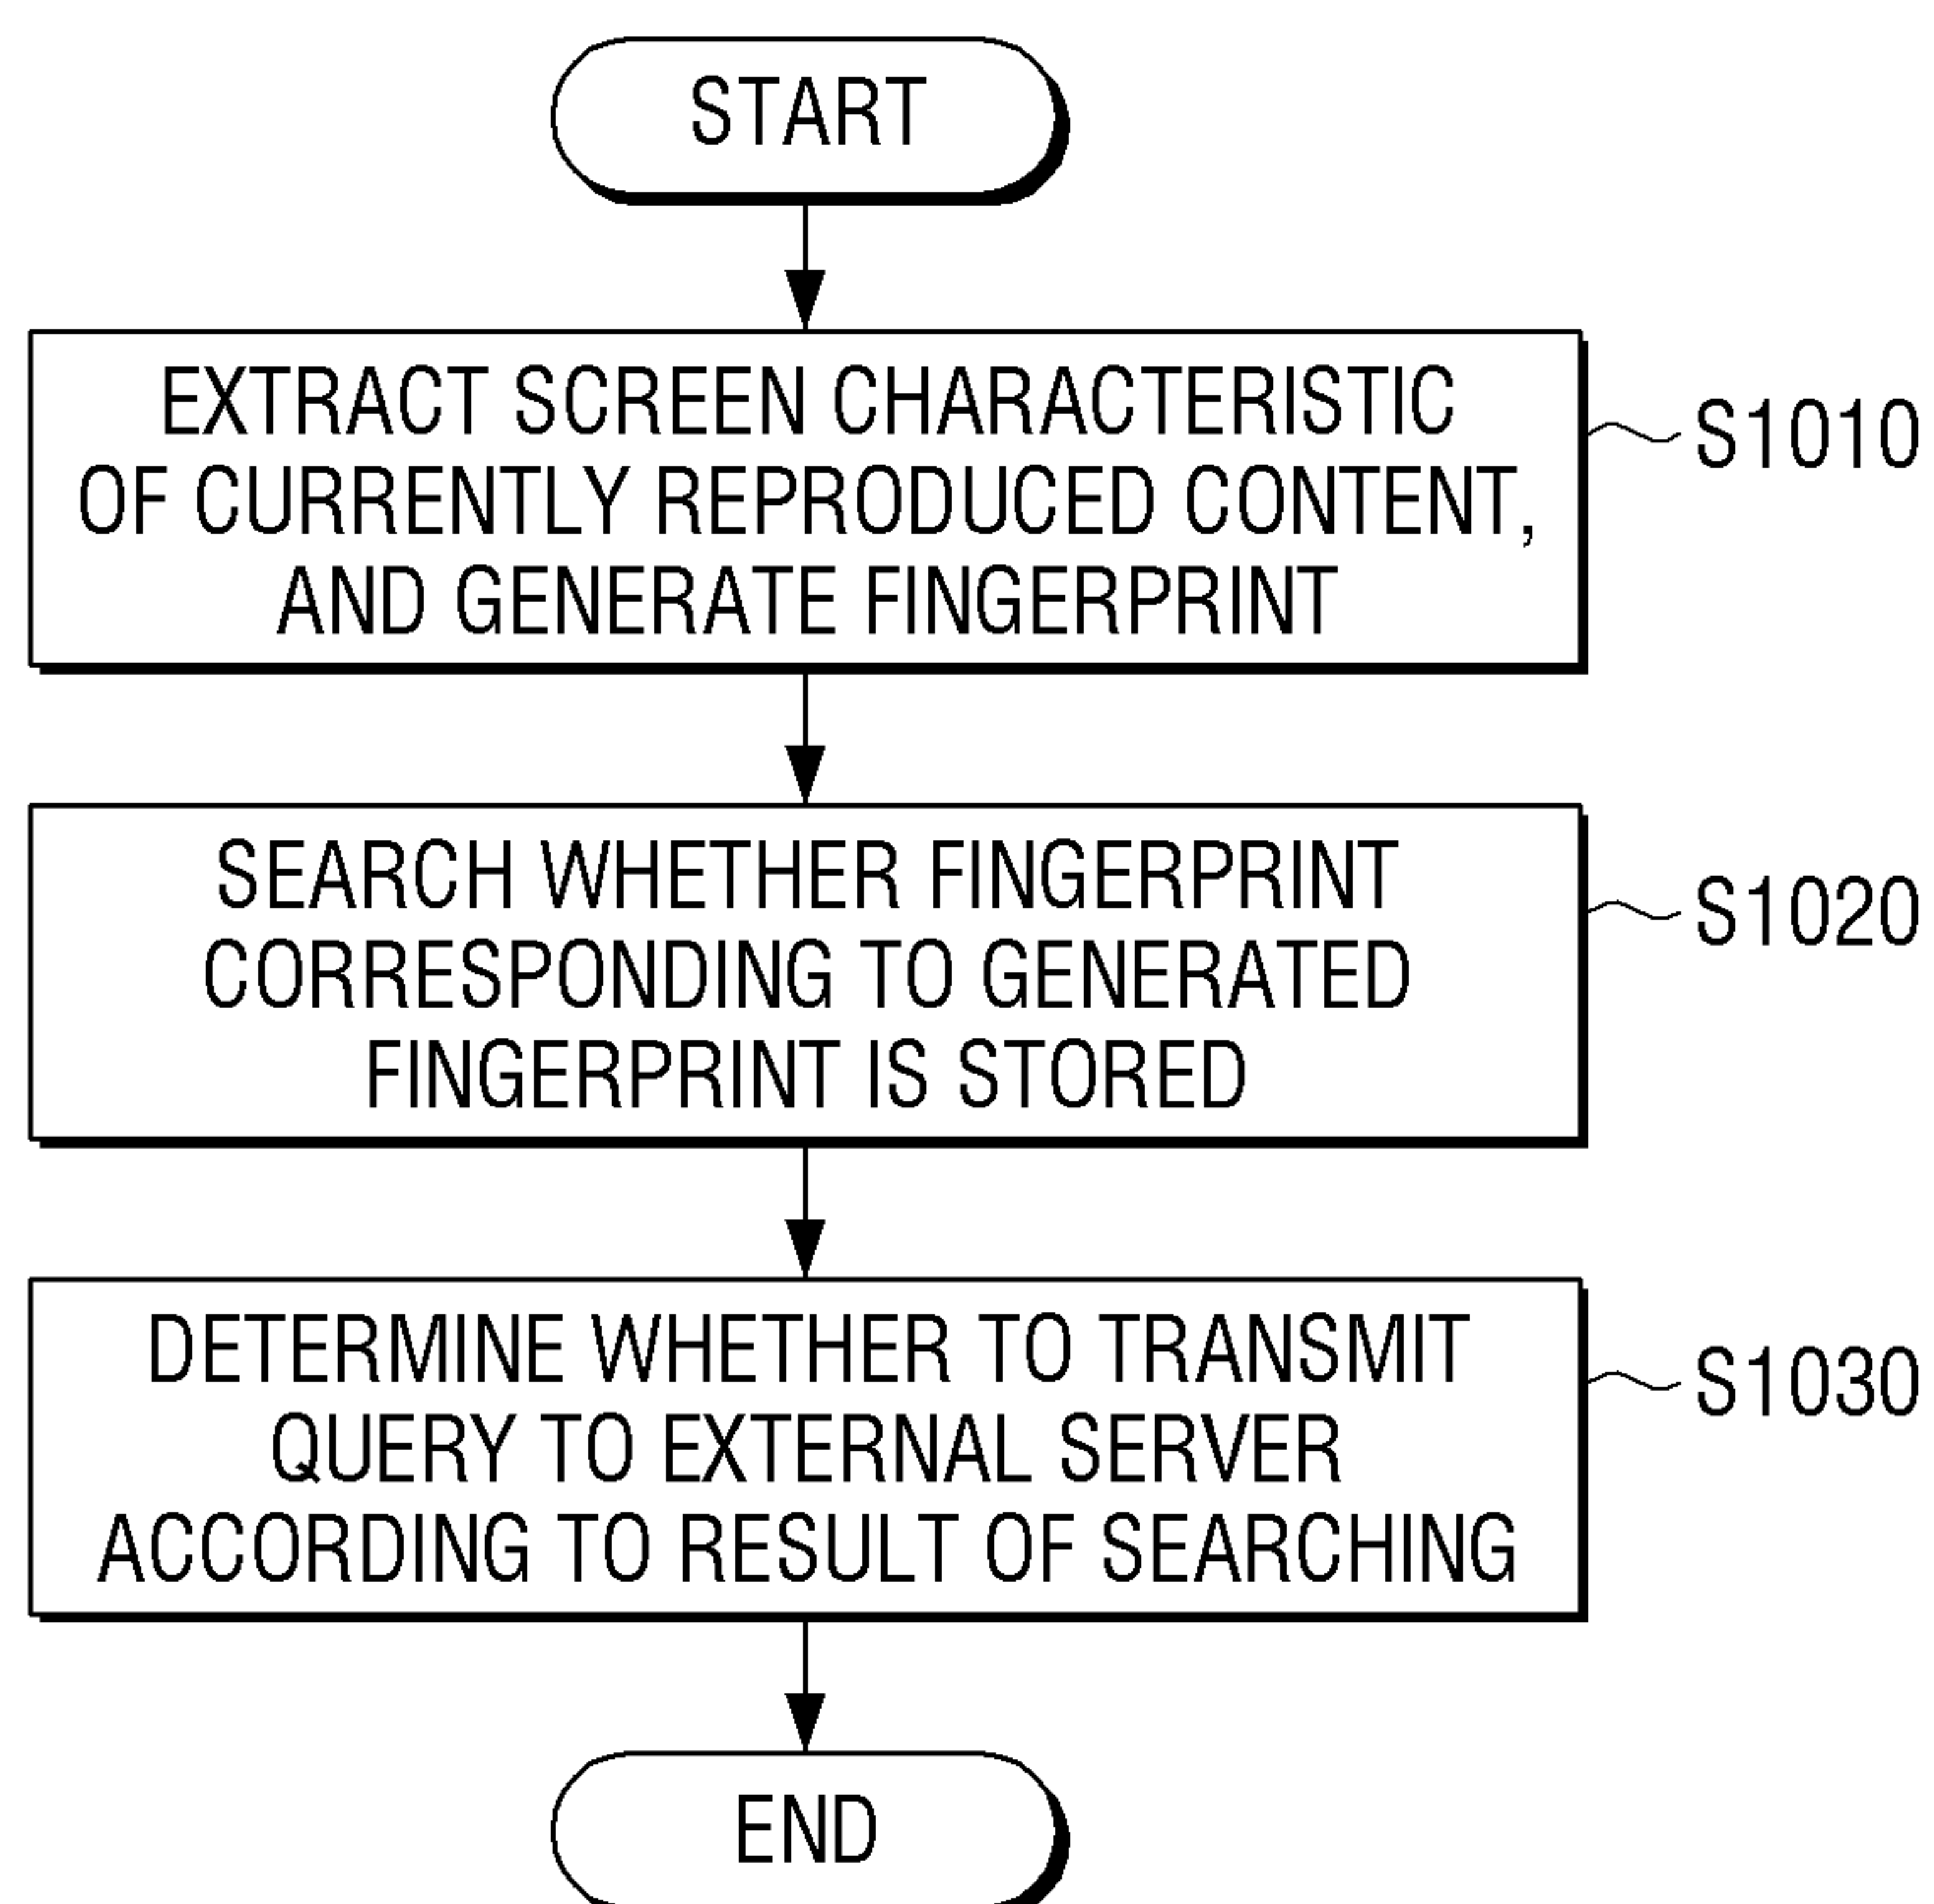 START
EXTRACT SCREEN CHARACTERISTIC
OF CURRENTLY REPRODUCED CONTENT,
AND GENERATE FINGERPRINT
S1010
SEARCH WHETHER FINGERPRINT
CORRESPONDING TO GENERATED
FINGERPRINT IS STORED
S1020
DETERMINE WHETHER TO TRANSMIT
QUERY TO EXTERNAL SERVER
ACCORDING TO RESULT OF SEARCHING
S1030
END